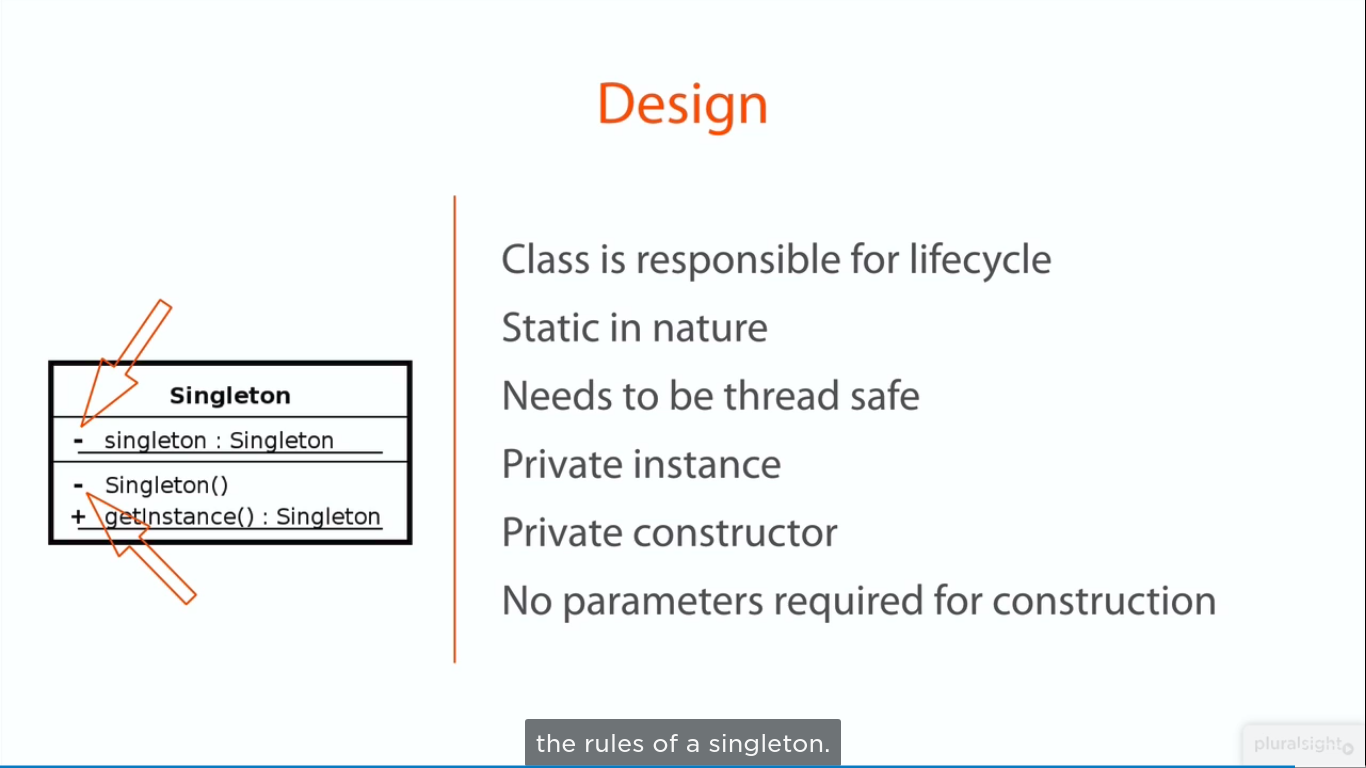 Design
Singleton
- singleton : Singleton
- Singleton()
+ getInstance() : Singleton
Class is responsible for lifecycle
Static in nature
Needs to be thread safe
Private instance
Private constructor
No parameters required for construction
the rules of a singleton.
pluralsight